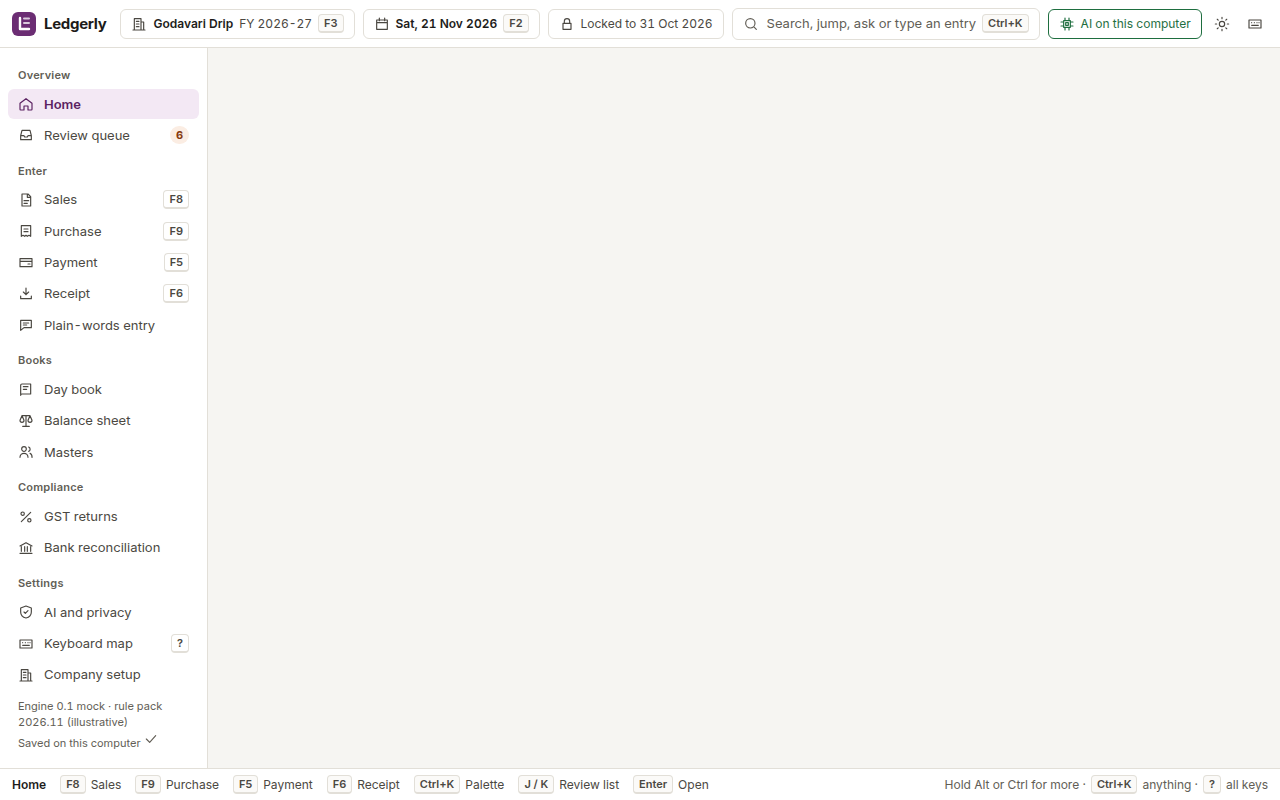 Ledgerly
Godavari Drip FY 2026-27 F3
Sat, 21 Nov 2026 F2
Locked to 31 Oct 2026
Search, jump, ask or type an entry Ctrl+K
AI on this computer
Overview
Home
Review queue 6
Enter
Sales F8
Purchase F9
Payment F5
Receipt F6
Plain-words entry
Books
Day book
Balance sheet
Masters
Compliance
GST returns
Bank reconciliation
Settings
AI and privacy
Keyboard map ?
Company setup
Engine 0.1 mock · rule pack
2026.11 (illustrative)
Saved on this computer
Home F8 Sales F9 Purchase F5 Payment F6 Receipt Ctrl+K Palette J / K Review list Enter Open
Hold Alt or Ctrl for more · Ctrl+K anything · ? all keys